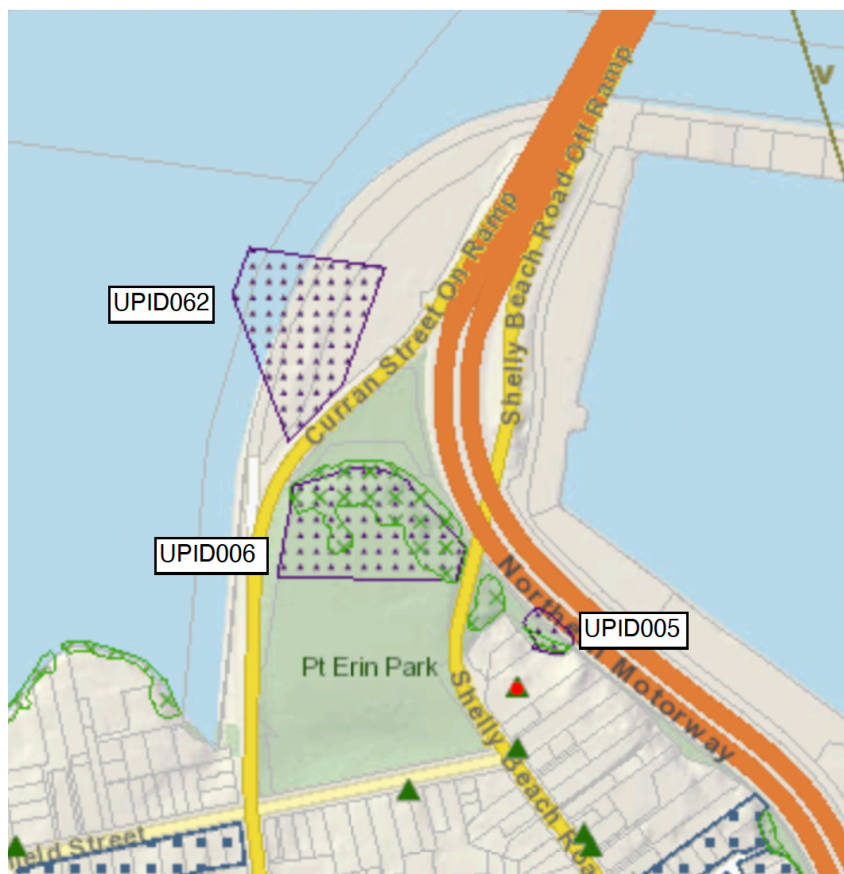 V
Shelly Beach Road Off Ramp
Curran Street On Ramp
UPID062
UPID006
UPID005
Northern Motorway
Pt Erin Park
Shelly Beach Roa
field Street